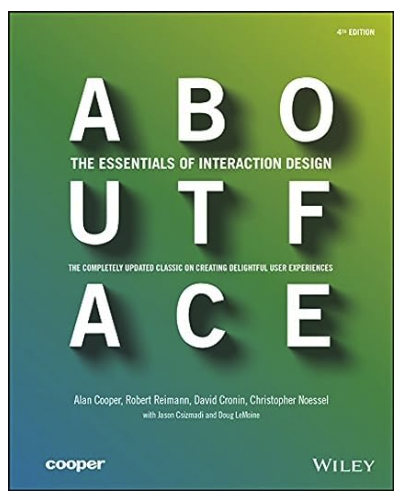 4TH EDITION
A B O
THE ESSENTIALS OF INTERACTION DESIGN
U T F
THE COMPLETELY UPDATED CLASSIC ON CREATING DELIGHTFUL USER EXPERIENCES
A C E
Alan Cooper, Robert Reimann, David Cronin, Christopher Noessel
with Jason Csizmadi and Doug LeMoine
cooper
WILEY